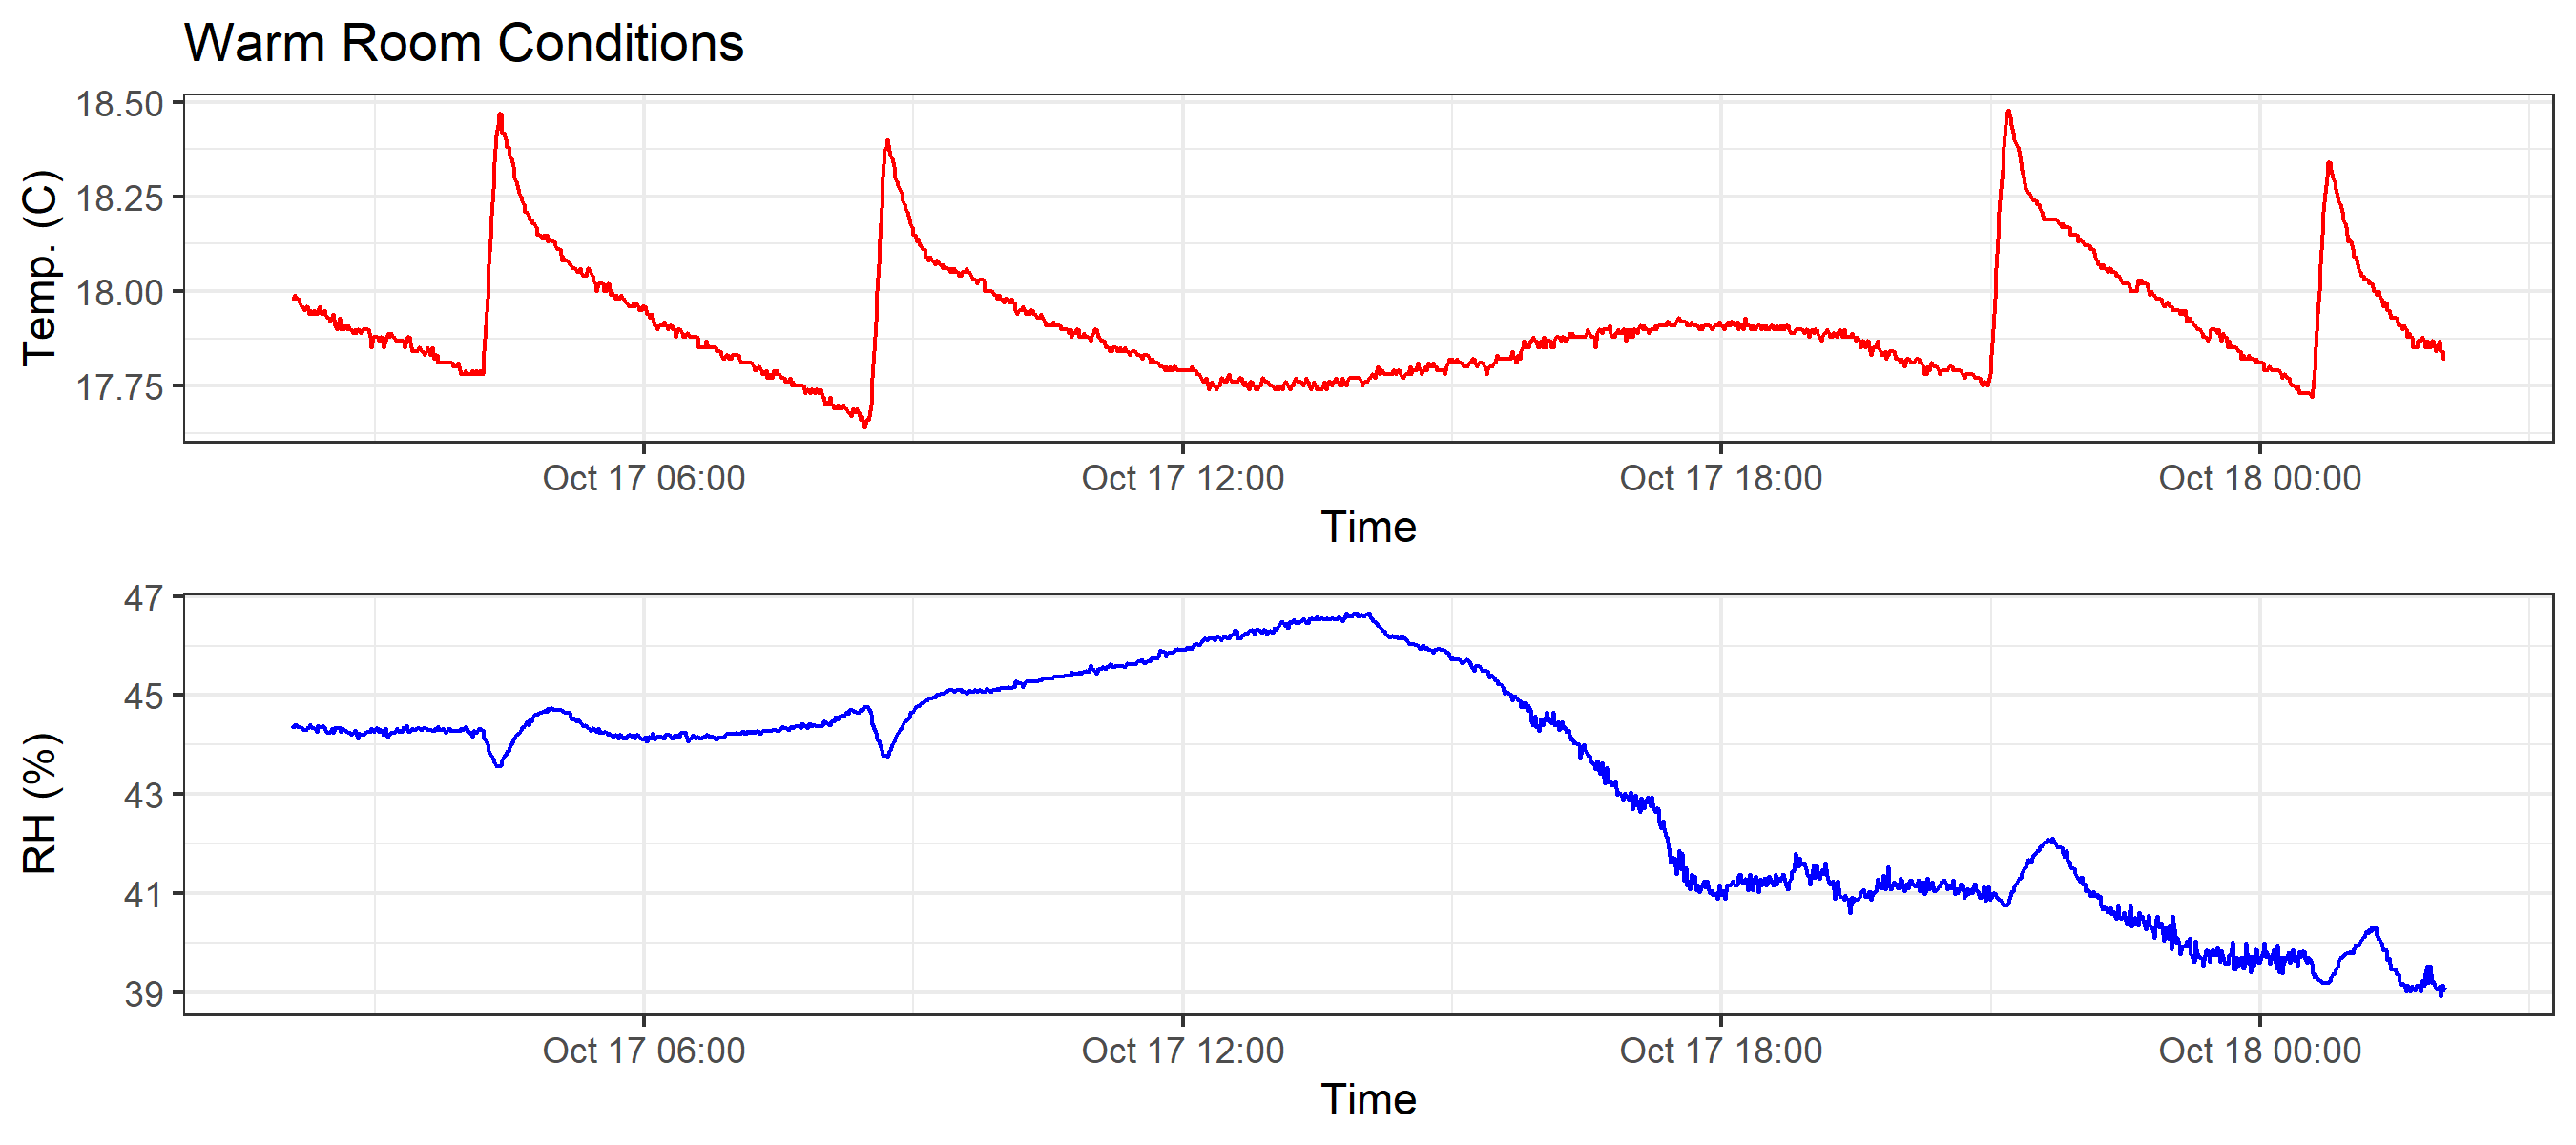 Warm Room Conditions
Temp. (C)
18.50
18.25
18.00
17.75
Oct 17 06:00 Oct 17 12:00 Oct 17 18:00 Oct 18 00:00
Time
RH (%)
47
45
43
41
39
Oct 17 06:00 Oct 17 12:00 Oct 17 18:00 Oct 18 00:00
Time